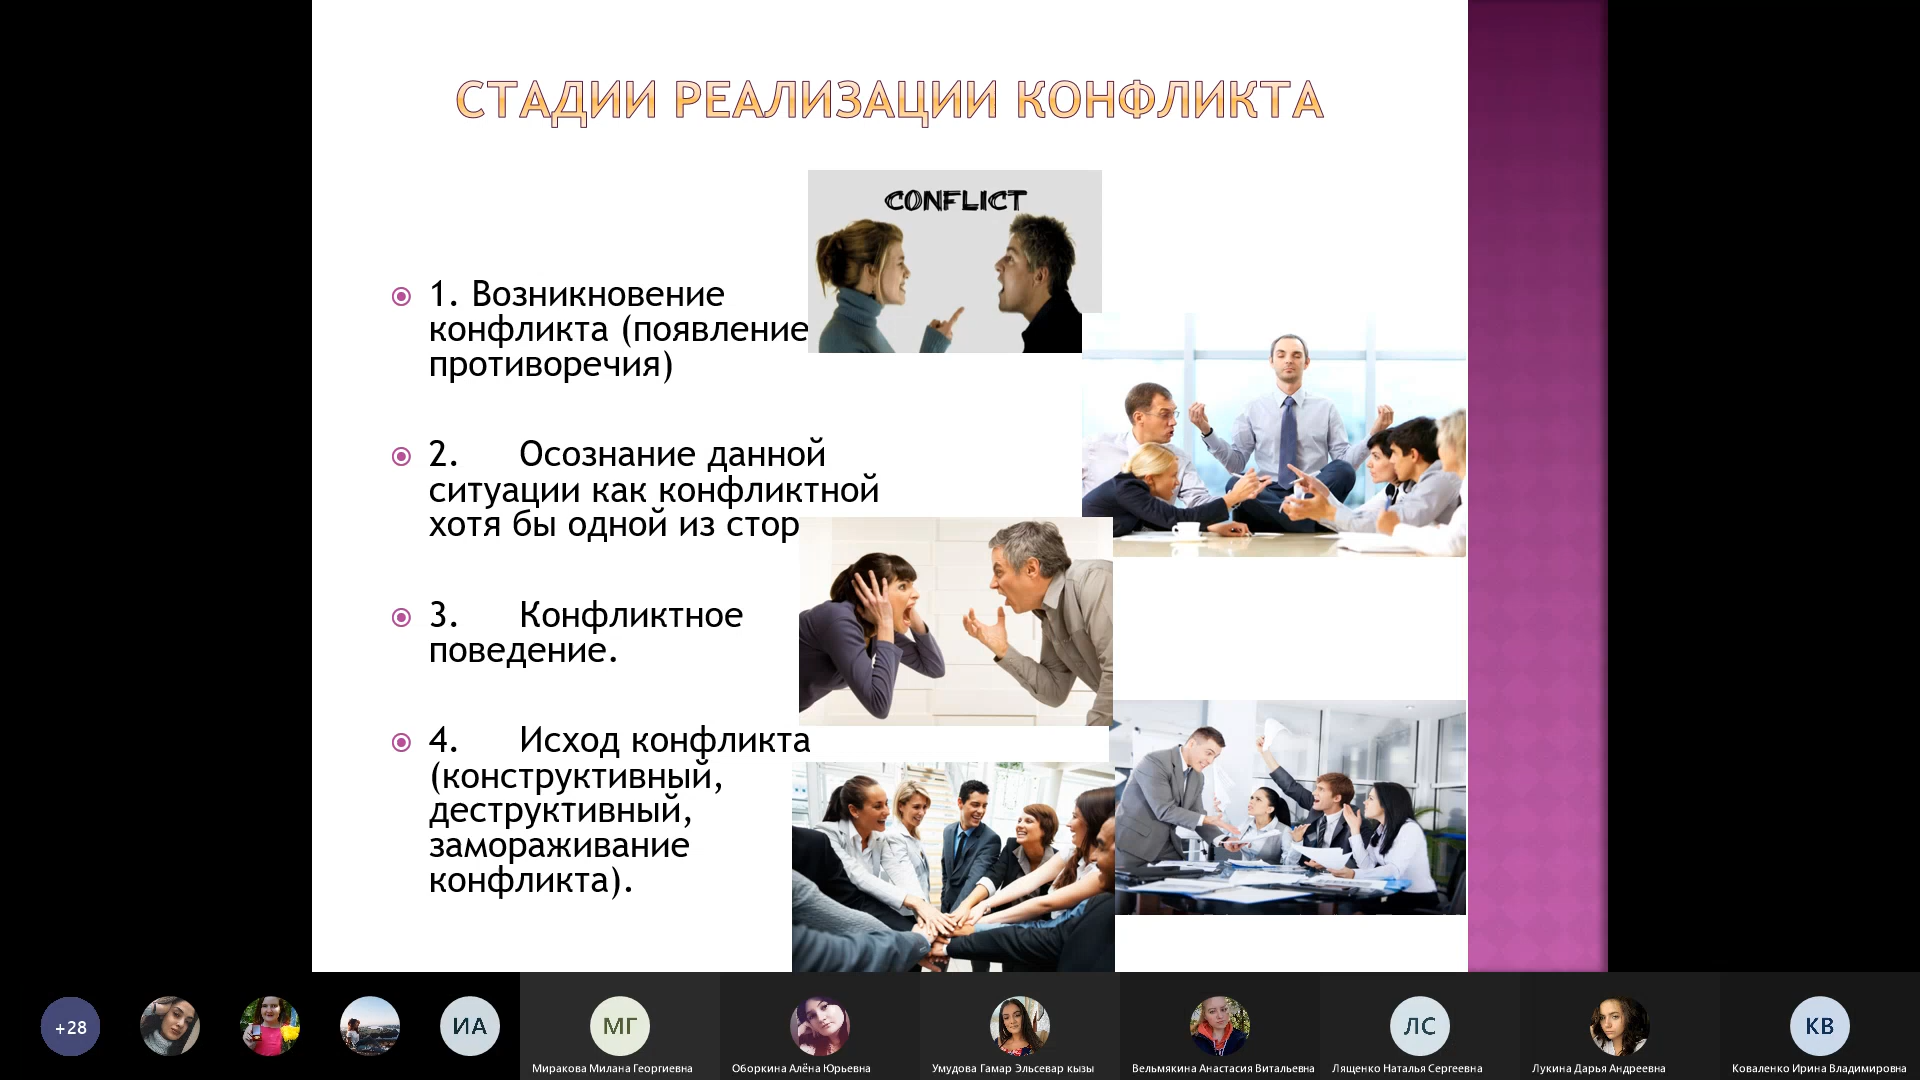 СТАДИИ РЕАЛИЗАЦИИ КОНФЛИКТА
CONFLICT
1. Возникновение
конфликта (появление
противоречия)
2. Осознание данной
ситуации как конфликтной
хотя бы одной из стор
3. Конфликтное
поведение.
4. Исход конфликта
(конструктивный,
деструктивный,
замораживание
конфликта).
+28
ИА
МГ
ЛС
КВ
Миракова Милана Георгиевна
Оборкина Алёна Юрьевна
Умудова Гамар Эльсевар кызы
Вельмякина Анастасия Витальевна
Лященко Наталья Сергеевна
Лукина Дарья Андреевна
Коваленко Ирина Владимировна